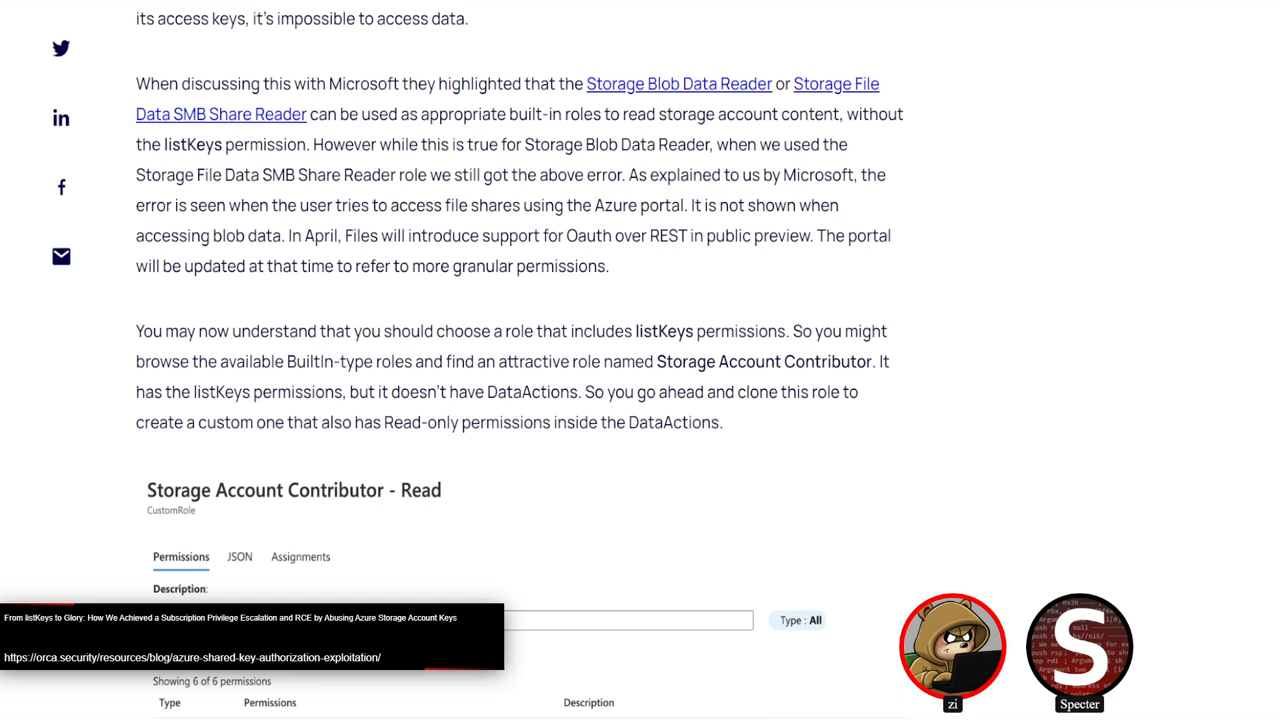 its access keys, it's impossible to access data.
When discussing this with Microsoft they highlighted that the Storage Blob Data Reader or Storage File
Data SMB Share Reader can be used as appropriate built-in roles to read storage account content, without
the listKeys permission. However while this is true for Storage Blob Data Reader, when we used the
Storage File Data SMB Share Reader role we still got the above error. As explained to us by Microsoft, the
error is seen when the user tries to access file shares using the Azure portal. It is not shown when
accessing blob data. In April, Files will introduce support for Oauth over REST in public preview. The portal
will be updated at that time to refer to more granular permissions.
You may now understand that you should choose a role that includes listKeys permissions. So you might
browse the available BuiltIn-type roles and find an attractive role named Storage Account Contributor. It
has the listKeys permissions, but it doesn't have DataActions. So you go ahead and clone this role to
create a custom one that also has Read-only permissions inside the DataActions.
Storage Account Contributor - Read
CustomRole
Permissions JSON Assignments
Description:
From listKeys to Glory: How We Achieved a Subscription Privilege Escalation and RCE by Abusing Azure Storage Account Keys
Type : All
https://orca.security/resources/blog/azure-shared-key-authorization-exploitation/
Showing 6 of 6 permissions
Type Permissions Description
S
zi
Specter